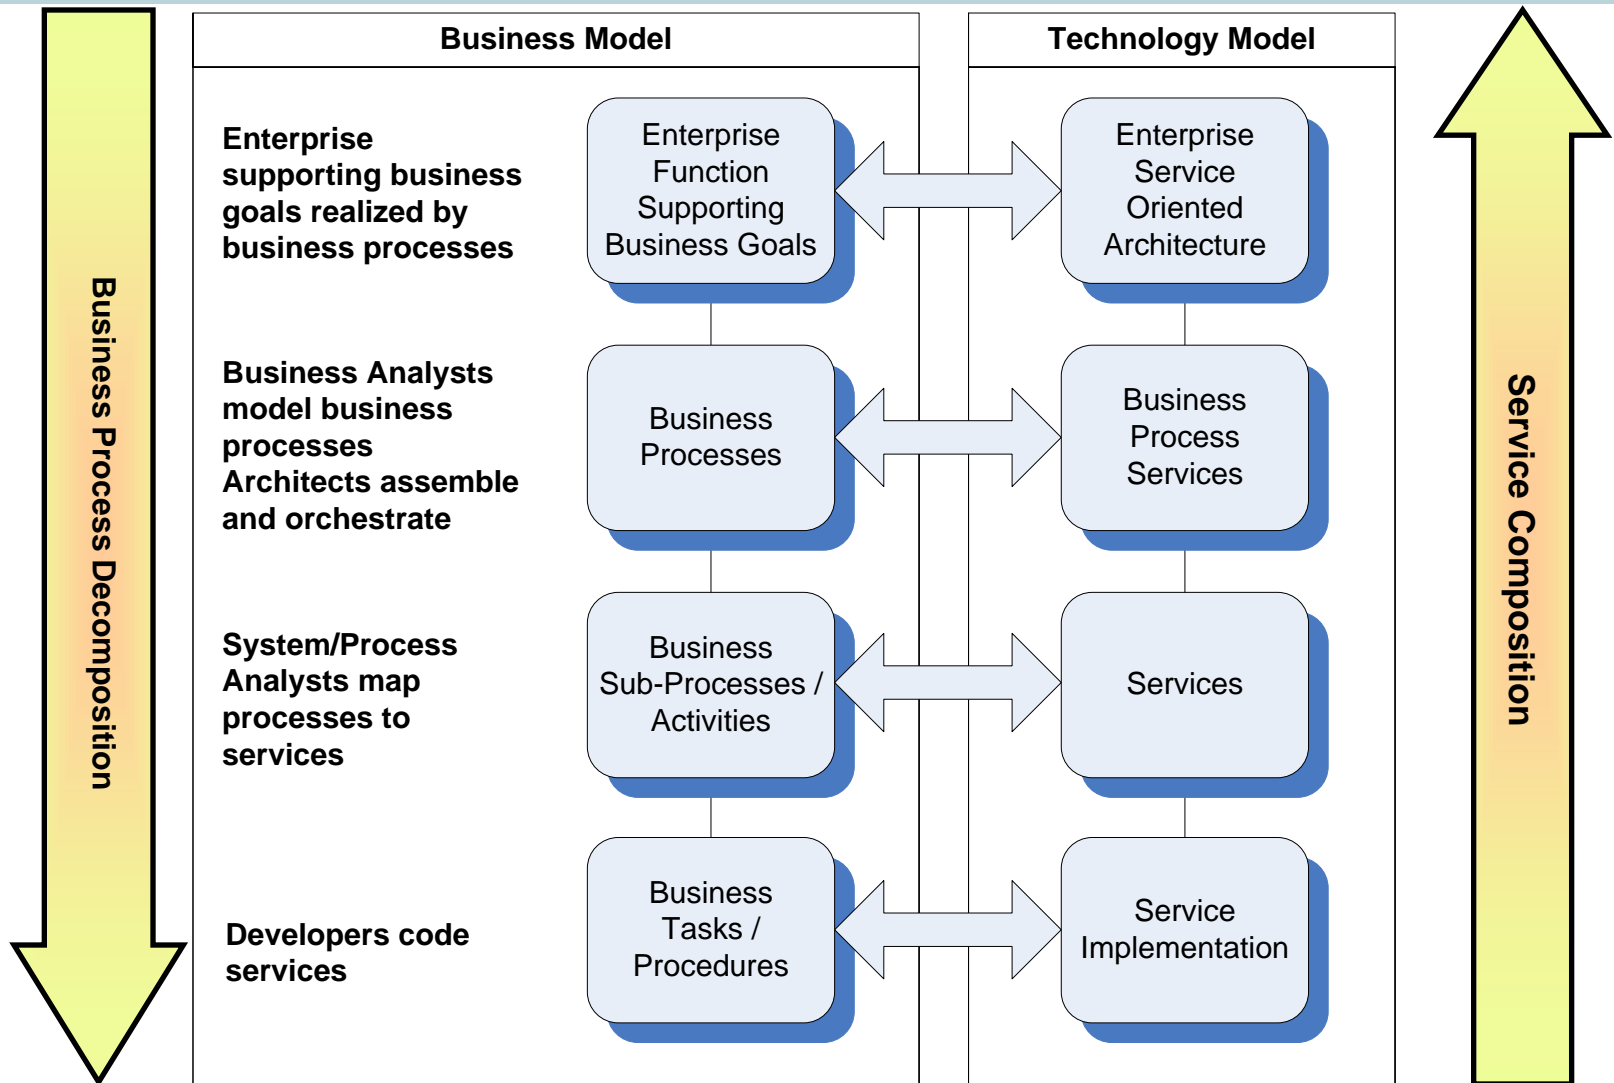 Business Model
Technology Model
Business Process Decomposition
Enterprise
supporting business
goals realized by
business processes
Enterprise
Function
Supporting
Business Goals
Enterprise
Service
Oriented
Architecture
Business Analysts
model business
processes
Architects assemble
and orchestrate
Business
Processes
Business
Process
Services
System/Process
Analysts map
processes to
services
Business
Sub-Processes /
Activities
Services
Developers code
services
Business
Tasks /
Procedures
Service
Implementation
Service Composition